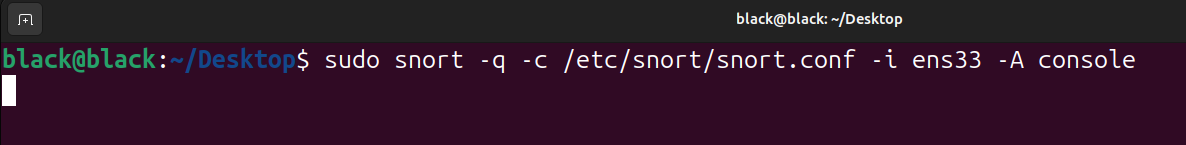 black@black: ~/Desktop
black@black:~/Desktop$ sudo snort -q -c /etc/snort/snort.conf -i ens33 -A console